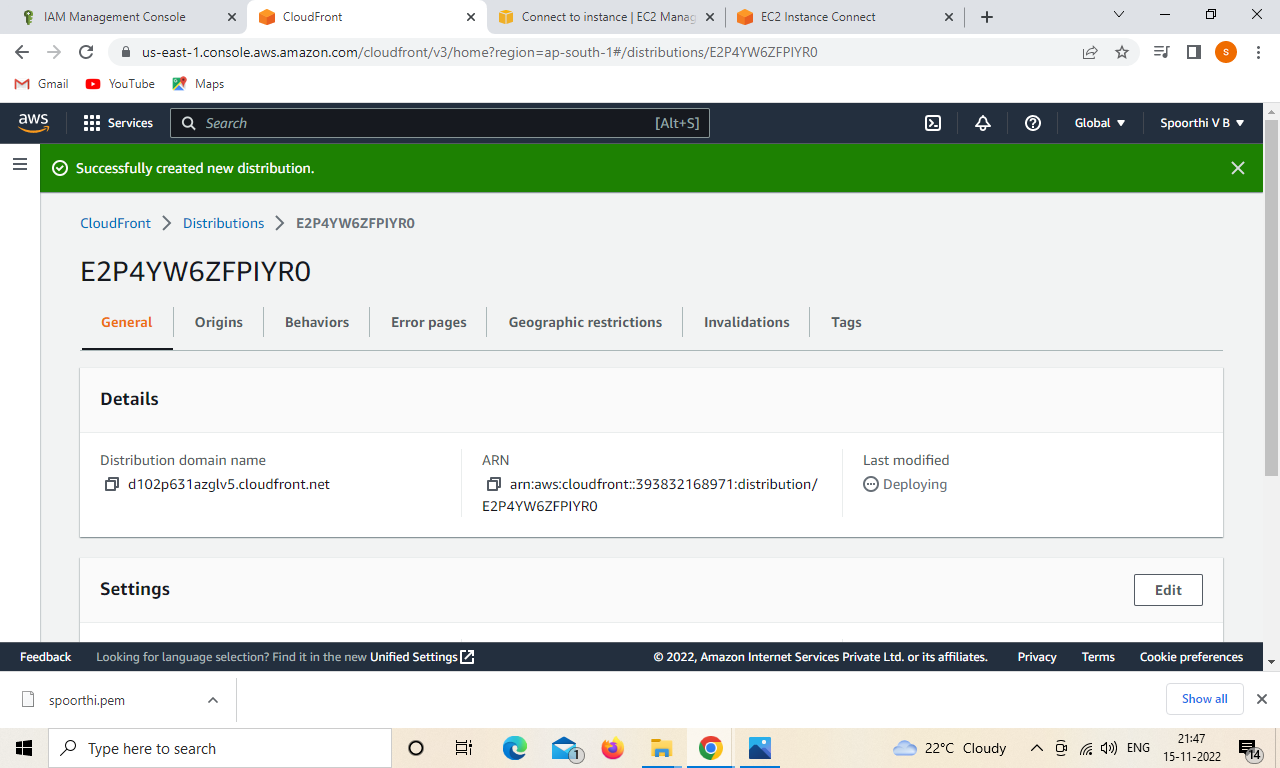 IAM Management Console
CloudFront
Connect to instance | EC2 Manag
EC2 Instance Connect
us-east-1.console.aws.amazon.com/cloudfront/v3/home?region=ap-south-1#/distributions/E2P4YW6ZFPIYR0
s
Gmail
YouTube
Maps
aws
Services
Search
[Alt+S]
Global
Spoorthi V B
Successfully created new distribution.
CloudFront
Distributions
E2P4YW6ZFPIYR0
E2P4YW6ZFPIYR0
General
Origins
Behaviors
Error pages
Geographic restrictions
Invalidations
Tags
Details
Distribution domain name
d102p631azglv5.cloudfront.net
ARN
arn:aws:cloudfront::393832168971:distribution/
E2P4YW6ZFPIYR0
Last modified
Deploying
Settings
Edit
Feedback
Looking for language selection? Find it in the new Unified Settings
© 2022, Amazon Internet Services Private Ltd. or its affiliates.
Privacy
Terms
Cookie preferences
spoorthi.pem
Show all
Type here to search
1
22°C Cloudy
ENG
21:47
15-11-2022
14